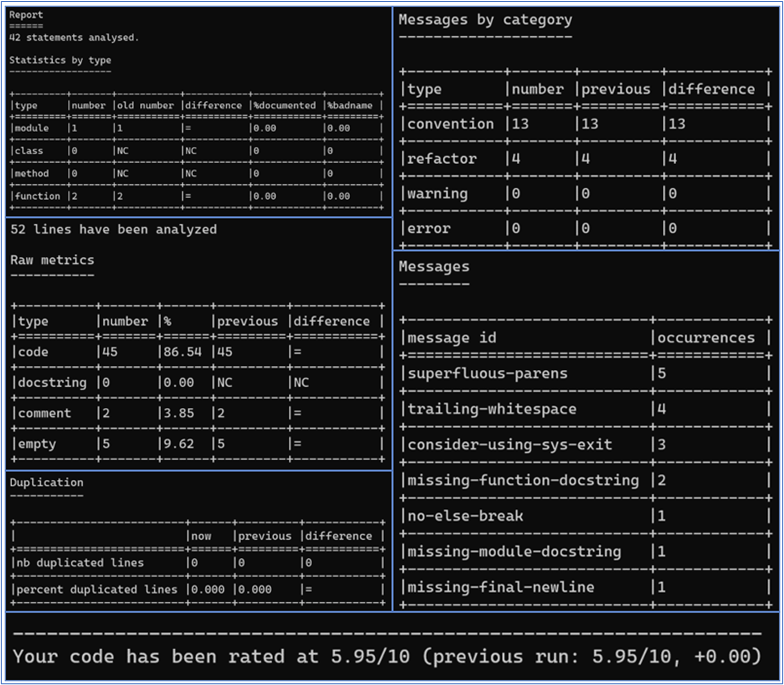 Report
======
42 statements analysed.
Statistics by type
------------------
+---------+-------+-----------+-----------+------------+---------+
|type     |number |old number |difference |%documented |%badname |
+=========+=======+===========+===========+============+=========+
|module   |1      |1          |=          |0.00        |0.00     |
+---------+-------+-----------+-----------+------------+---------+
|class    |0      |NC         |NC         |0           |0        |
+---------+-------+-----------+-----------+------------+---------+
|method   |0      |NC         |NC         |0           |0        |
+---------+-------+-----------+-----------+------------+---------+
|function |2      |2          |=          |0.00        |0.00     |
+---------+-------+-----------+-----------+------------+---------+
52 lines have been analyzed
Raw metrics
-----------
+----------+-------+------+---------+-----------+
|type      |number |%     |previous |difference |
+==========+=======+======+=========+===========+
|code      |45     |86.54 |45       |=          |
+----------+-------+------+---------+-----------+
|docstring |0      |0.00  |NC       |NC         |
+----------+-------+------+---------+-----------+
|comment   |2      |3.85  |2        |=          |
+----------+-------+------+---------+-----------+
|empty     |5      |9.62  |5        |=          |
+----------+-------+------+---------+-----------+
Duplication
-----------
+-------------------------+------+---------+-----------+
|                         |now   |previous |difference |
+=========================+======+=========+===========+
|nb duplicated lines      |0     |0        |0          |
+-------------------------+------+---------+-----------+
|percent duplicated lines |0.000 |0.000    |=          |
+-------------------------+------+---------+-----------+
Messages by category
--------------------
+-----------+-------+---------+-----------+
|type       |number |previous |difference |
+===========+=======+=========+===========+
|convention |13     |13       |13         |
+-----------+-------+---------+-----------+
|refactor   |4      |4        |4          |
+-----------+-------+---------+-----------+
|warning    |0      |0        |0          |
+-----------+-------+---------+-----------+
|error      |0      |0        |0          |
+-----------+-------+---------+-----------+
Messages
--------
+---------------------------+------------+
|message id                 |occurrences |
+===========================+============+
|superfluous-parens         |5           |
+---------------------------+------------+
|trailing-whitespace        |4           |
+---------------------------+------------+
|consider-using-sys-exit    |3           |
+---------------------------+------------+
|missing-function-docstring |2           |
+---------------------------+------------+
|no-else-break              |1           |
+---------------------------+------------+
|missing-module-docstring   |1           |
+---------------------------+------------+
|missing-final-newline      |1           |
+---------------------------+------------+
------------------------------------------------------------------
Your code has been rated at 5.95/10 (previous run: 5.95/10, +0.00)